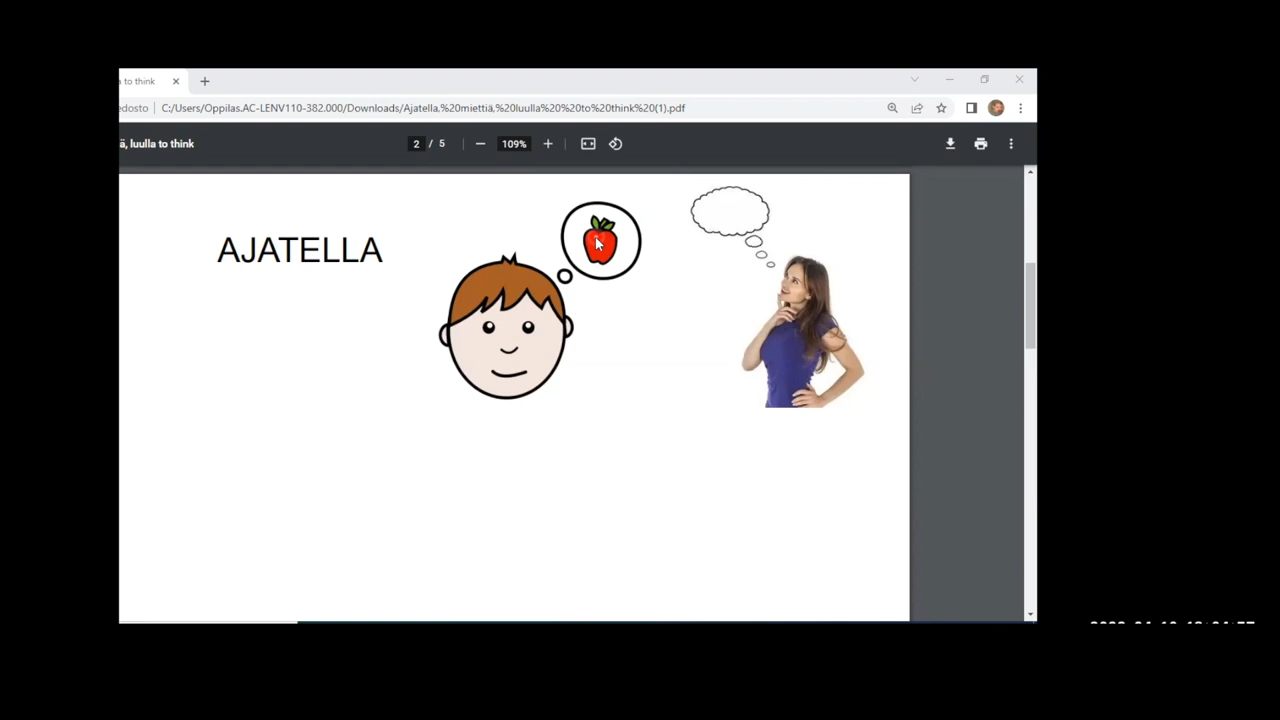 to think
edosto
C:/Users/Oppilas.AC-LENV110-382.000/Downloads/Ajatella,%20miettiä,%20luulla%20%20to%20think%20(1).pdf
ä, luulla to think
2 / 5
109%
AJATELLA